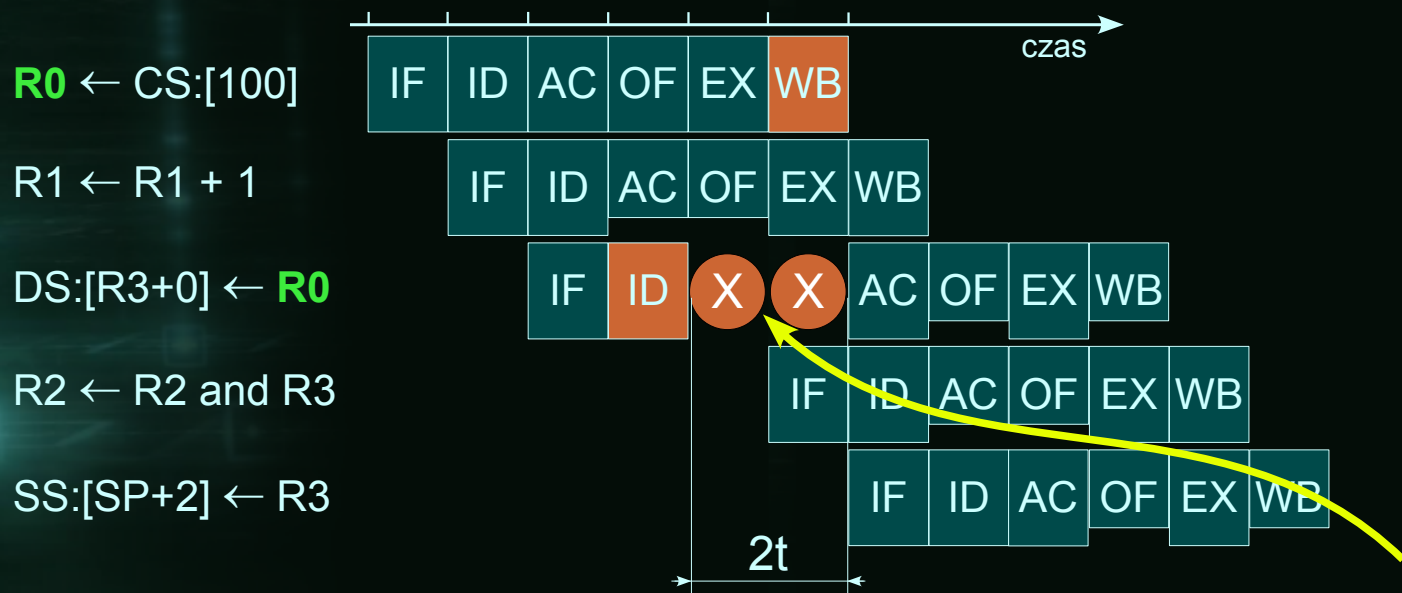 czas
R0 ← CS:[100] IF ID AC OF EX WB
R1 ← R1 + 1 IF ID AC OF EX WB
DS:[R3+0] ← R0 IF ID X X AC OF EX WB
R2 ← R2 and R3 IF ID AC OF EX WB
SS:[SP+2] ← R3 IF ID AC OF EX WB
2t